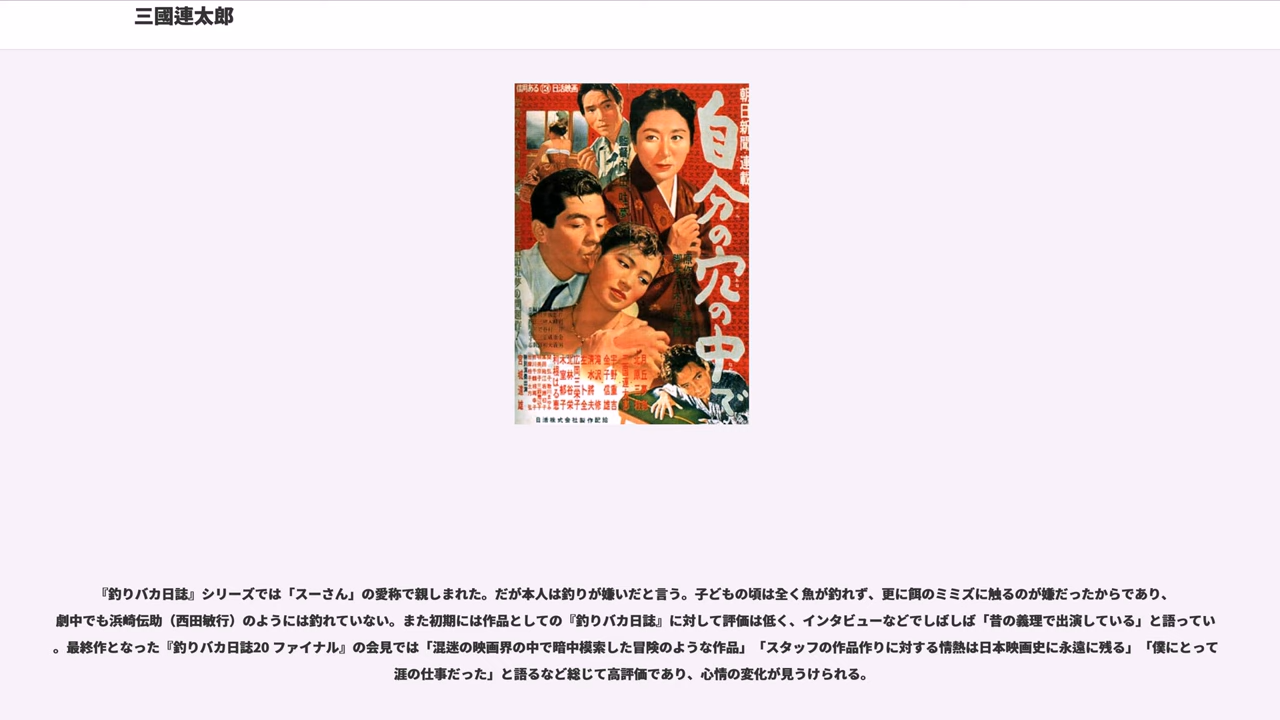 三國連太郎
日活映画
朝日新聞・連載
自分の穴の中で
日活株式会社製作配給
『釣りバカ日誌』シリーズでは「スーさん」の愛称で親しまれた。だが本人は釣りが嫌いだと言う。子どもの頃は全く魚が釣れず、更に餌のミミズに触るのが嫌だったからであり、
劇中でも浜崎伝助（西田敏行）のようには釣れていない。また初期には作品としての『釣りバカ日誌』に対して評価は低く、インタビューなどでしばしば「昔の義理で出演している」と語ってい
。最終作となった『釣りバカ日誌20 ファイナル』の会見では「混迷の映画界の中で暗中模索した冒険のような作品」「スタッフの作品作りに対する情熱は日本映画史に永遠に残る」「僕にとって
涯の仕事だった」と語るなど総じて高評価であり、心情の変化が見うけられる。